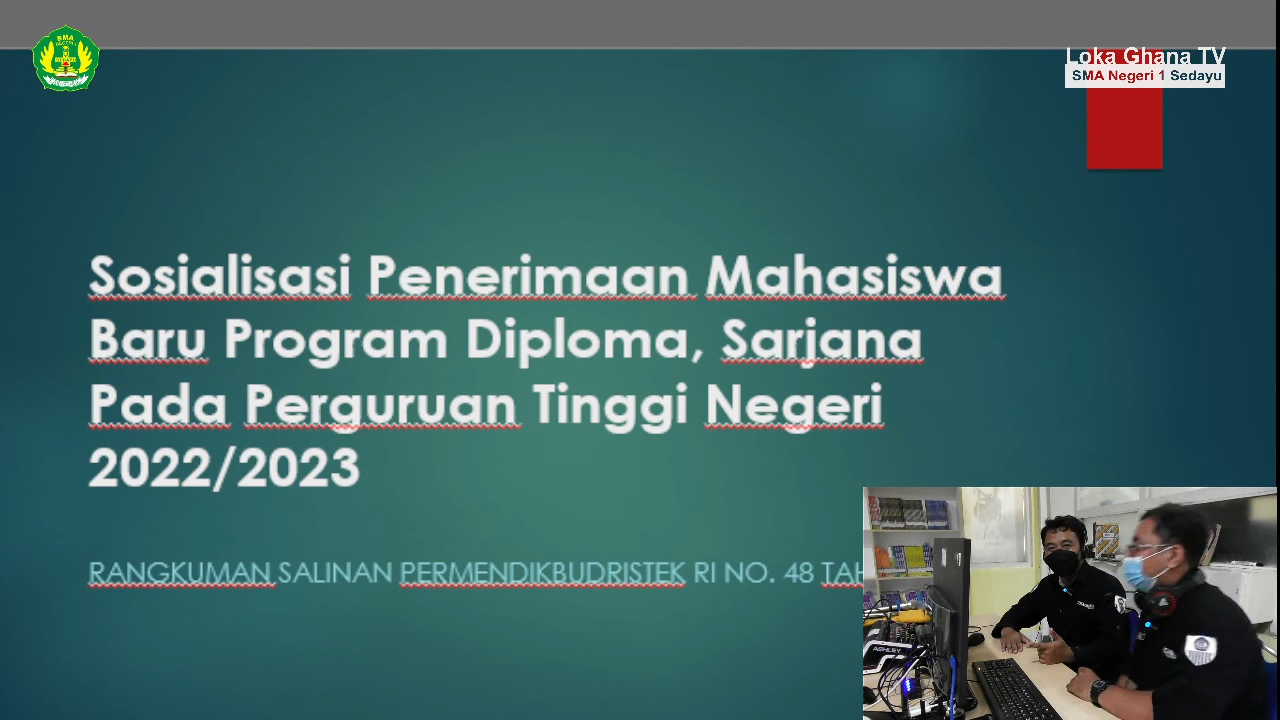 Loka Ghana TV
SMA Negeri 1 Sedayu
Sosialisasi Penerimaan Mahasiswa
Baru Program Diploma, Sarjana
Pada Perguruan Tinggi Negeri
2022/2023
RANGKUMAN SALINAN PERMENDIKBUDRISTEK RI NO. 48
ASHLEY